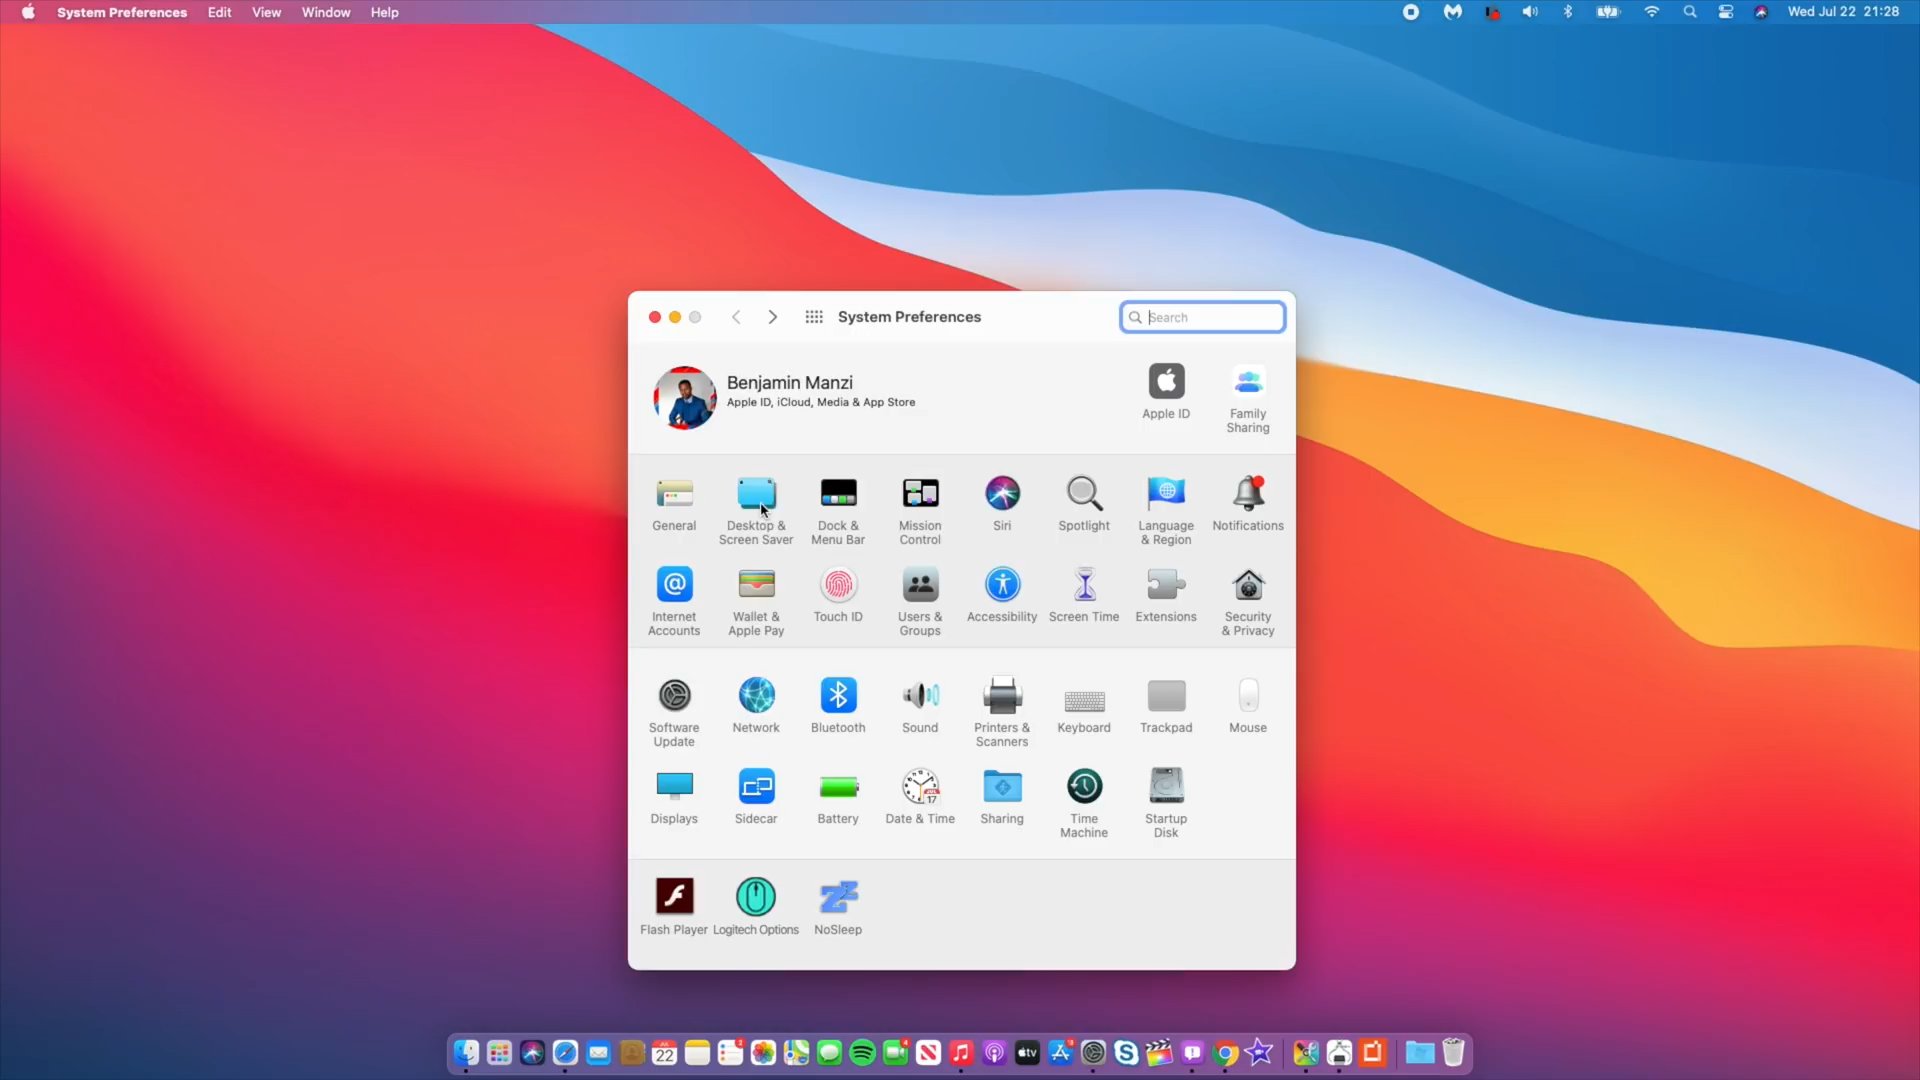 System Preferences Edit View Window Help
Wed Jul 22 21:28
System Preferences
Search
Benjamin Manzi
Apple ID, iCloud, Media & App Store
Apple ID
Family
Sharing
General
Desktop &
Screen Saver
Dock &
Menu Bar
Mission
Control
Siri
Spotlight
Language
& Region
Notifications
Internet
Accounts
Wallet &
Apple Pay
Touch ID
Users &
Groups
Accessibility
Screen Time
Extensions
Security
& Privacy
Software
Update
Network
Bluetooth
Sound
Printers &
Scanners
Keyboard
Trackpad
Mouse
Displays
Sidecar
Battery
Date & Time
Sharing
Time
Machine
Startup
Disk
Flash Player
Logitech Options
NoSleep
22
tv